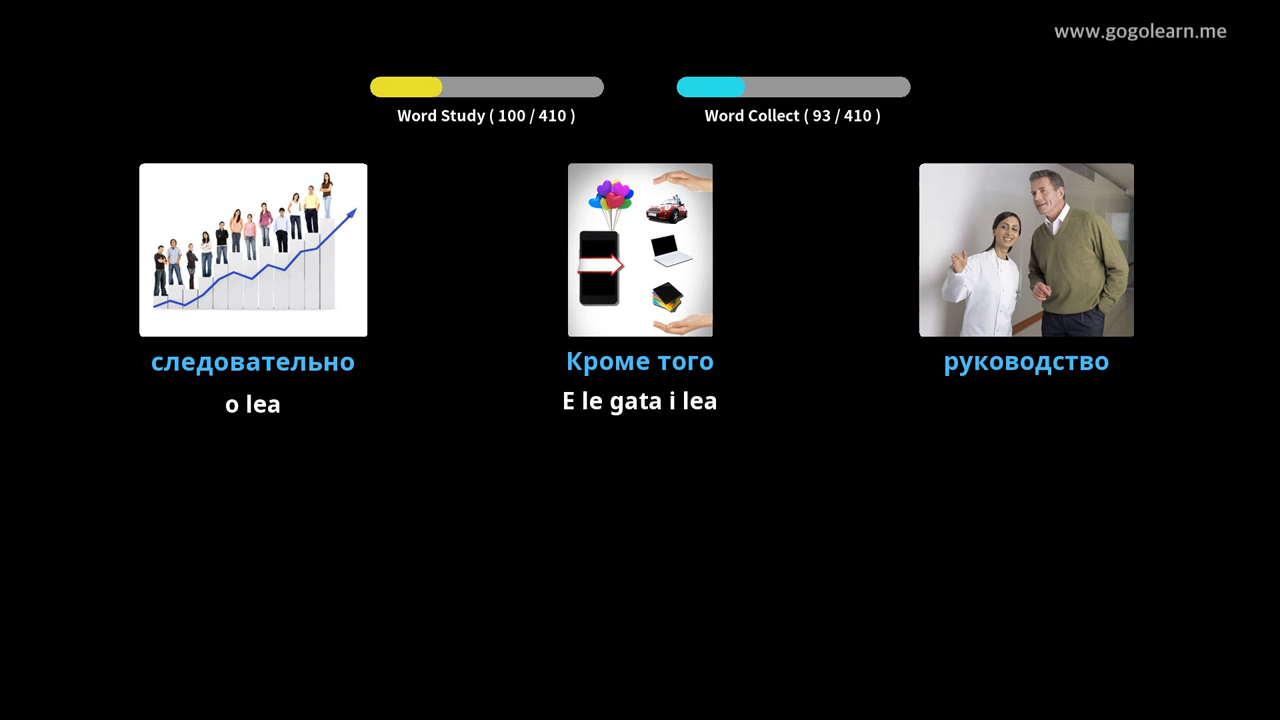 www.gogolearn.me
Word Study ( 100 / 410 )
Word Collect ( 93 / 410 )
следовательно
Кроме того
руководство
o lea
E le gata i lea